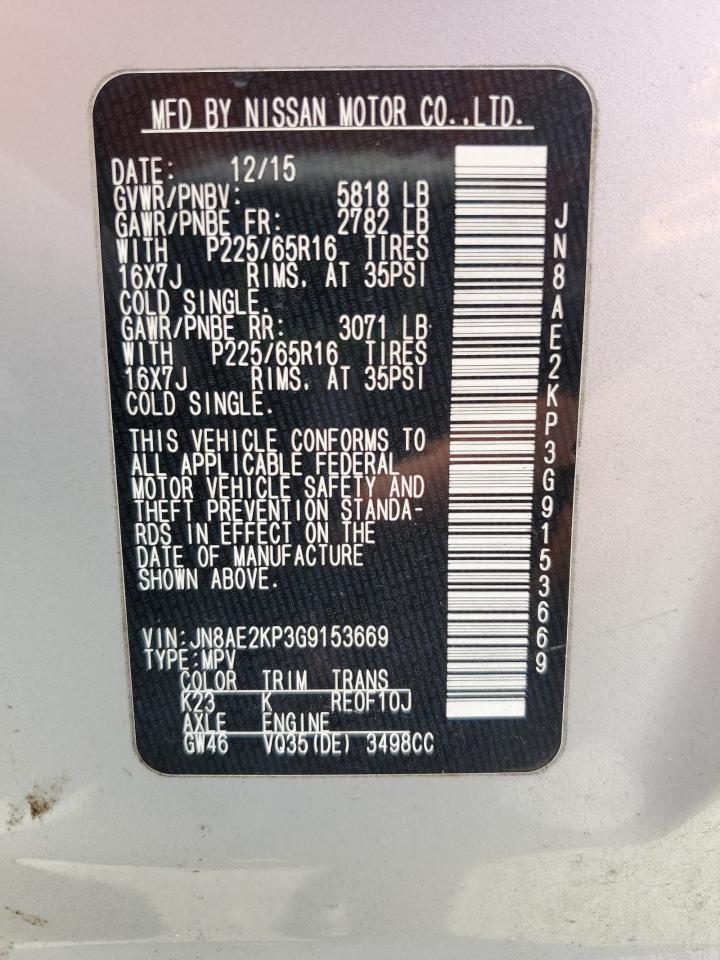 MFD BY NISSAN MOTOR CO.,LTD.
DATE: 12/15
GVWR/PNBV: 5818 LB
GAWR/PNBE FR: 2782 LB
WITH P225/65R16 TIRES
16X7J RIMS, AT 35PSI
COLD SINGLE.
GAWR/PNBE RR: 3071 LB
WITH P225/65R16 TIRES
16X7J RIMS, AT 35PSI
COLD SINGLE.
THIS VEHICLE CONFORMS TO
ALL APPLICABLE FEDERAL
MOTOR VEHICLE SAFETY AND
THEFT PREVENTION STANDA-
RDS IN EFFECT ON THE
DATE OF MANUFACTURE
SHOWN ABOVE.
VIN:JN8AE2KP3G9153669
TYPE:MPV
COLOR TRIM TRANS
K23 K RE0F10J
AXLE ENGINE
GW46 VQ35(DE) 3498CC
JN8AE2KP3G9153669